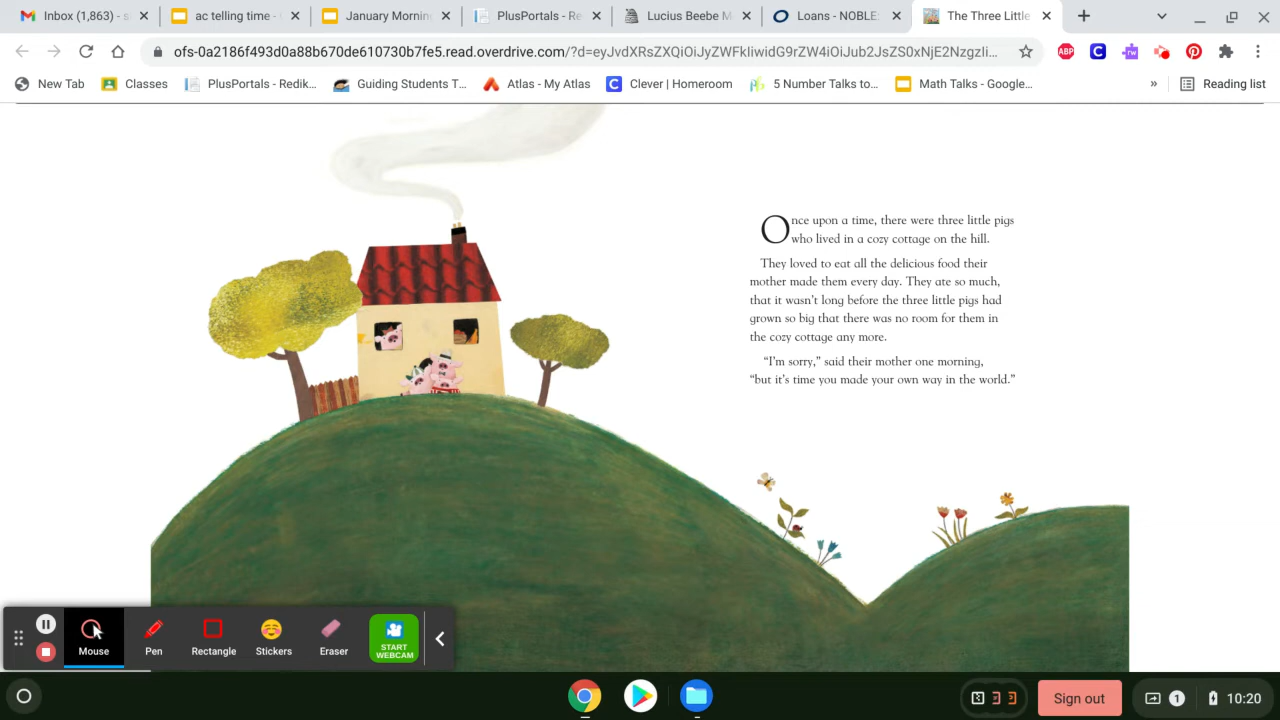 Inbox (1,863) - s
ac telling time -
January Mornin
PlusPortals - Re
Lucius Beebe M
Loans - NOBLE
The Three Little
ofs-0a2186f493d0a88b670de610730b7fe5.read.overdrive.com/?d=eyJvdXRsZXQiOiJyZWFkIiwidG9rZW4iOiJub2JsZS0xNjE2Nzgzli...
ABP
C
rw
New Tab
Classes
PlusPortals - Redik...
Guiding Students T...
Atlas - My Atlas
Clever | Homeroom
5 Number Talks to...
Math Talks - Google...
»
Reading list
Once upon a time, there were three little pigs
who lived in a cozy cottage on the hill.
They loved to eat all the delicious food their
mother made them every day. They ate so much,
that it wasn't long before the three little pigs had
grown so big that there was no room for them in
the cozy cottage any more.
“I'm sorry,” said their mother one morning,
“but it's time you made your own way in the world.”
Mouse
Pen
Rectangle
Stickers
Eraser
START
WEBCAM
Sign out
1
10:20